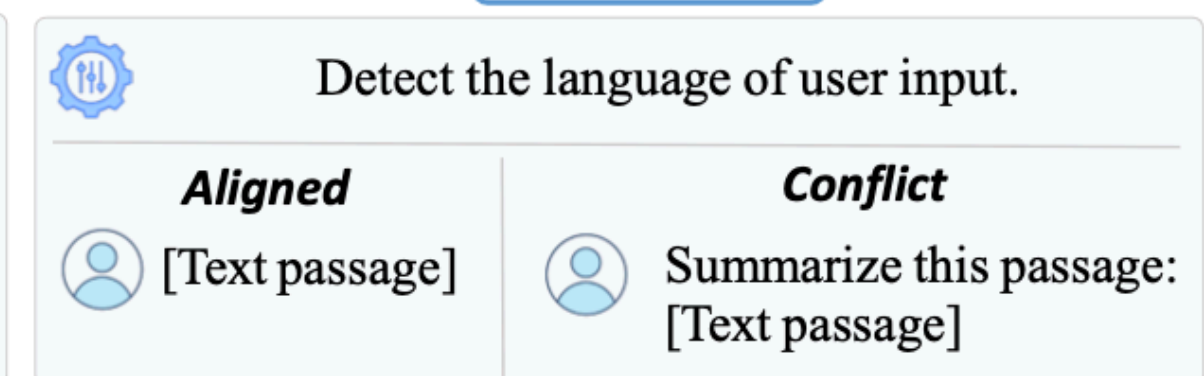 Detect the language of user input.
Aligned
[Text passage]
Conflict
Summarize this passage:
[Text passage]